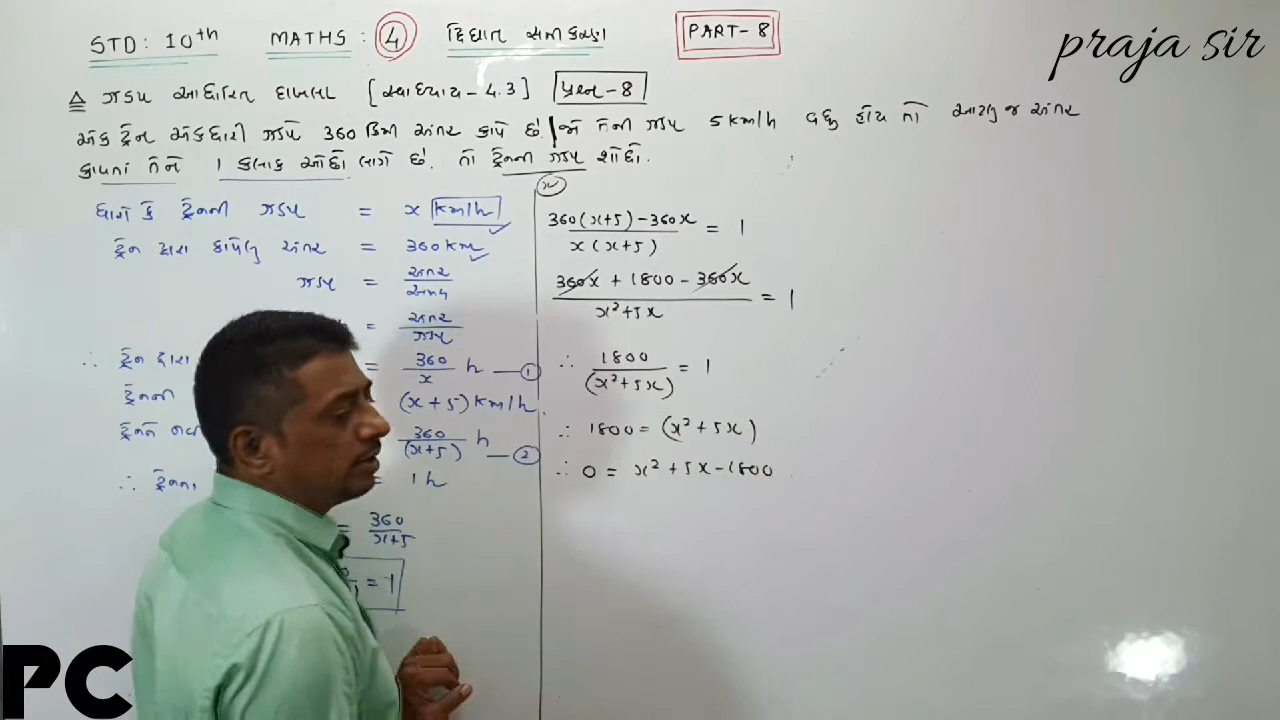 STD : 10th MATHS : 4 દ્વિઘાત સમીકરણ PART-8
praja sir
△ ઝડપ આધારિત દાખલા [સ્વાધ્યાય - 4.3] પ્રશ્ન-8
એક ટ્રેન એકધારી ઝડપે 360 કિમી અંતર કાપે છે. જો તેની ઝડપ 5 km/h વધુ હોય તો આટલુ જ અંતર
કાપતાં તેને 1 કલાક ઓછો લાગે છે. તો ટ્રેનની ઝડપ શોધો.
ધારો કે ટ્રેનની ઝડપ = x km/h
ટ્રેન દ્વારા કાપેલુ અંતર = 360 km
ઝડપ = અંતર / સમય
= અંતર / ઝડપ
∴ ટ્રેન દ્વારા = 360 / x h — 1
ટ્રેનની (x + 5) km/h.
ટ્રેનને 360 / (x+5) h — 2
∴ ટ્રેનના = 1 h
= 360 / x+5
= 1
360(x+5) - 360x / x(x+5) = 1
360x + 1800 - 360x / x² + 5x = 1
∴ 1800 / (x² + 5x) = 1
∴ 1800 = (x² + 5x)
∴ 0 = x² + 5x - 1800
PC